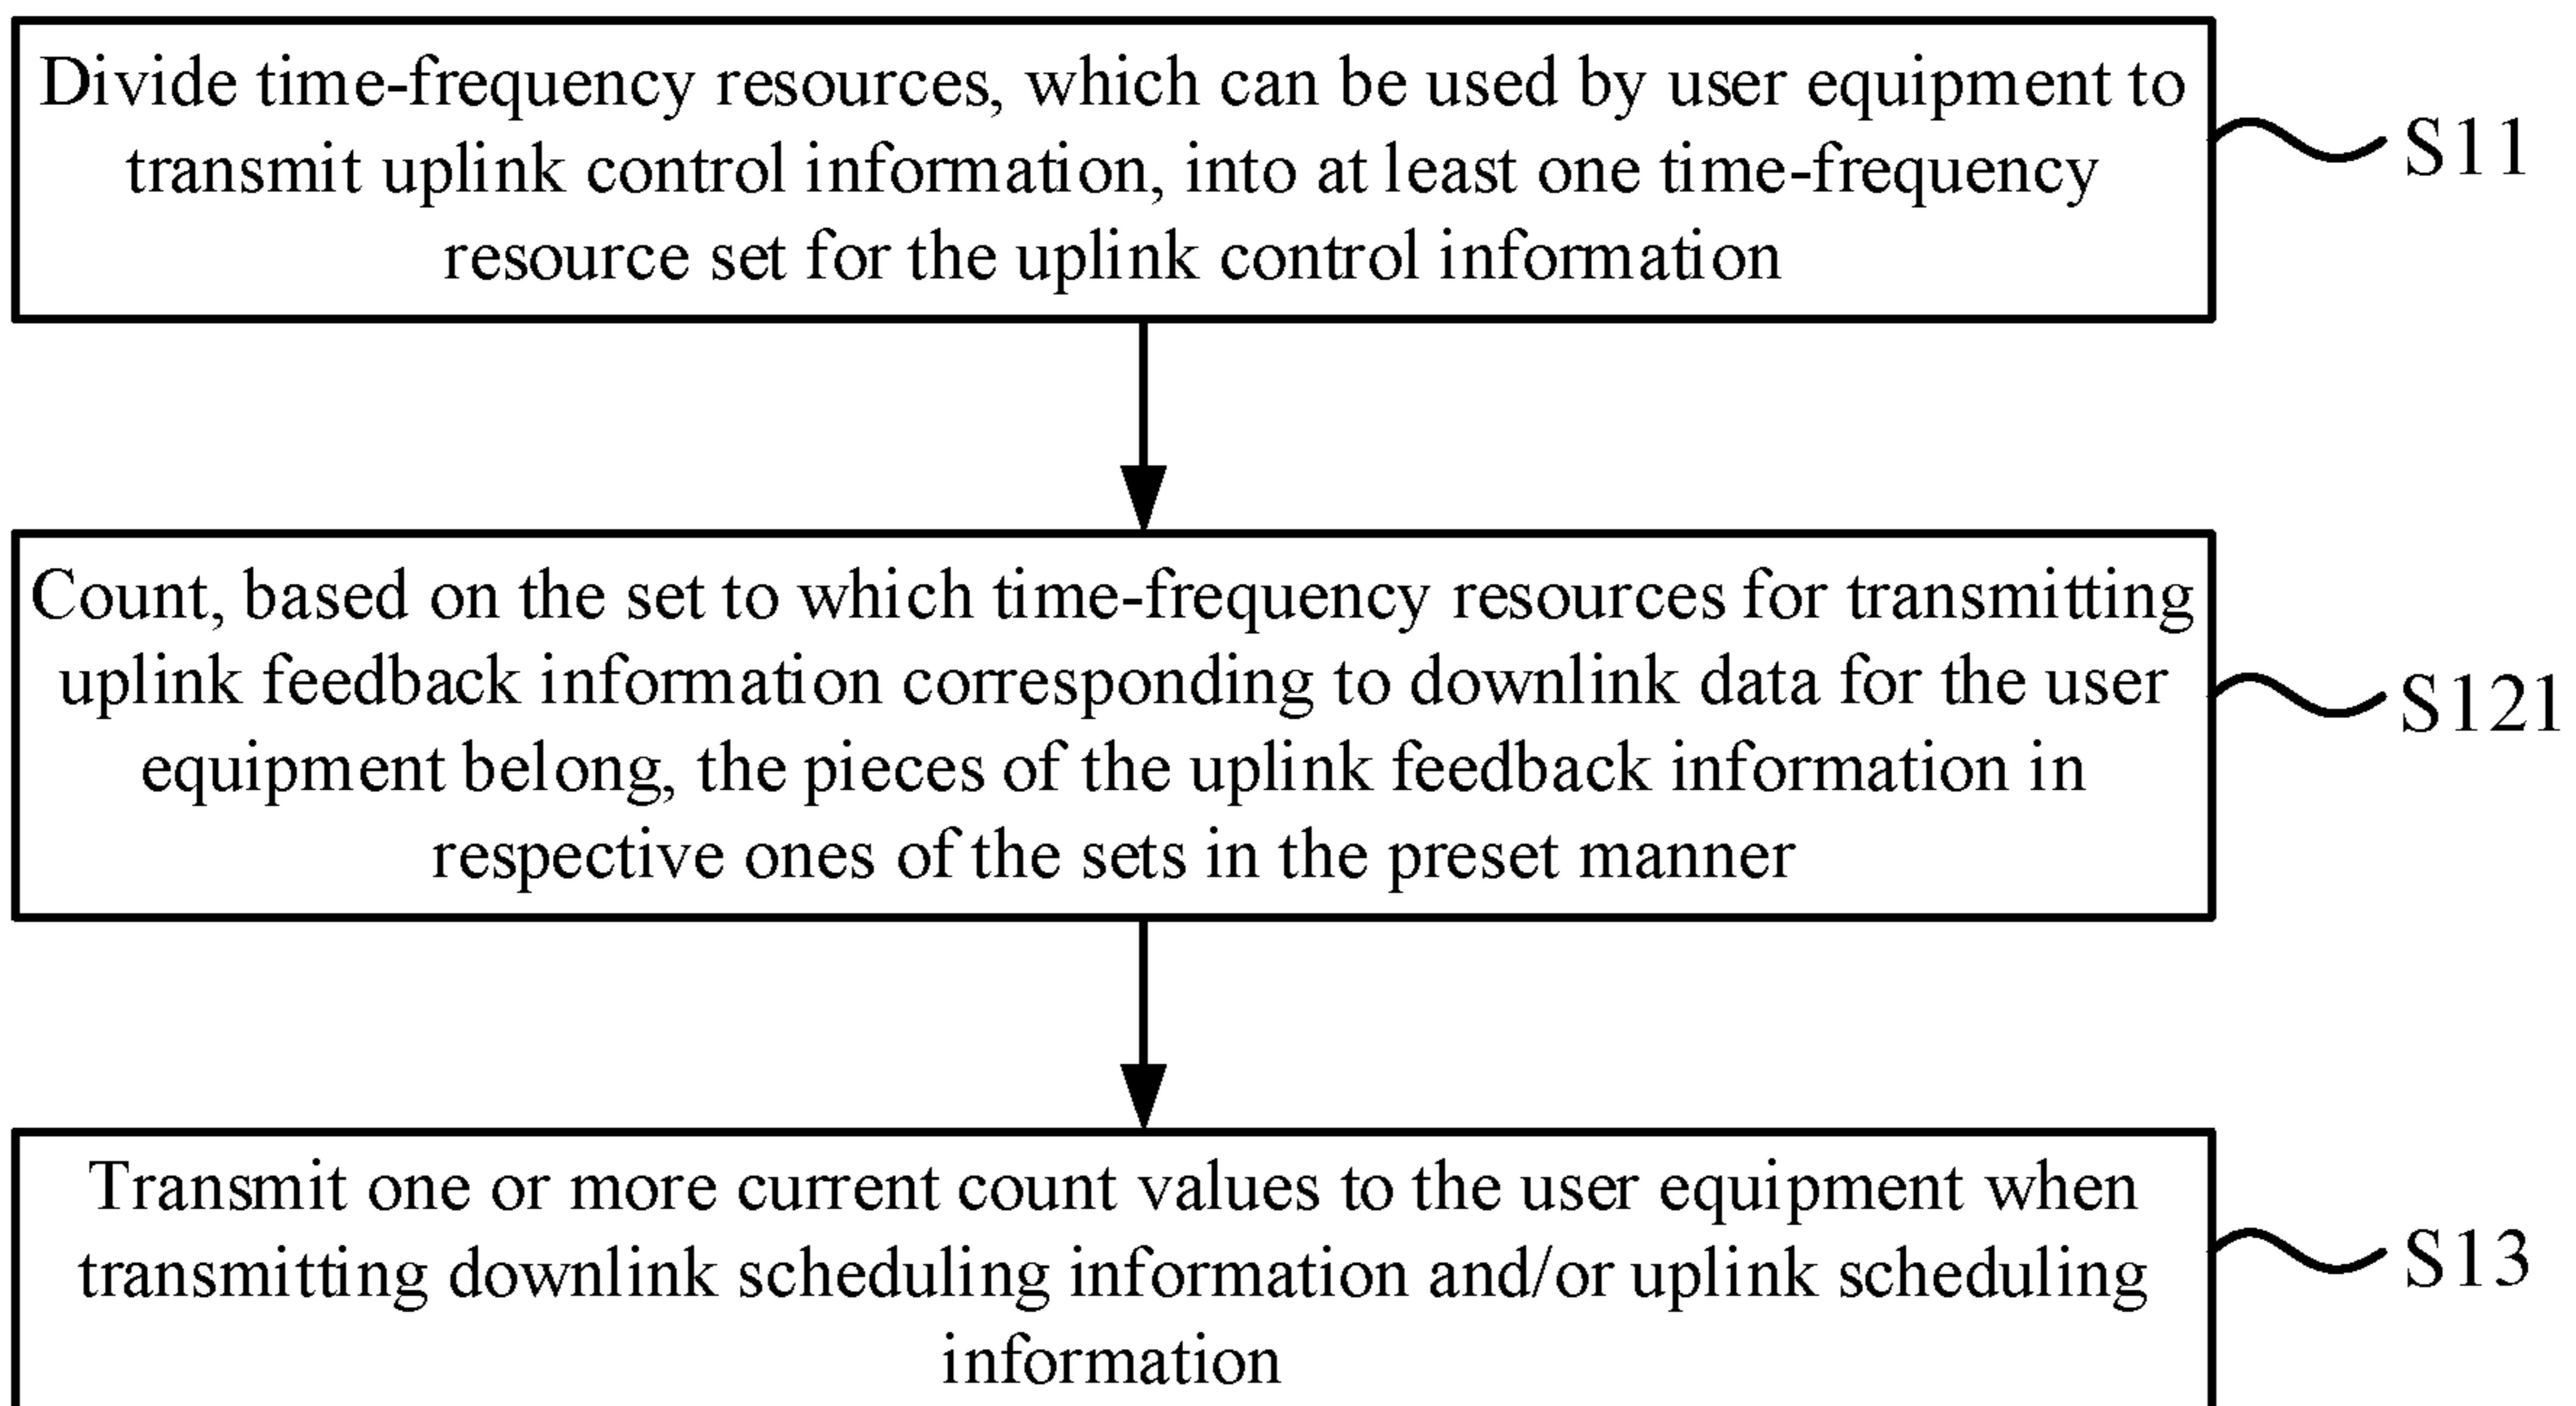 Divide time-frequency resources, which can be used by user equipment to
transmit uplink control information, into at least one time-frequency
resource set for the uplink control information
S11
Count, based on the set to which time-frequency resources for transmitting
uplink feedback information corresponding to downlink data for the user
equipment belong, the pieces of the uplink feedback information in
respective ones of the sets in the preset manner
S121
Transmit one or more current count values to the user equipment when
transmitting downlink scheduling information and/or uplink scheduling
information
S13